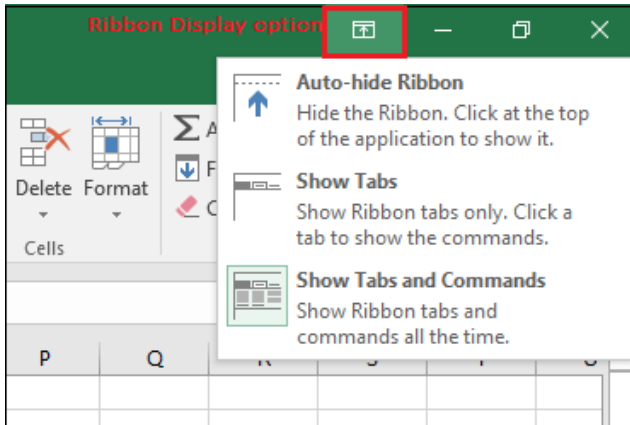 Ribbon Display option
Auto-hide Ribbon
Hide the Ribbon. Click at the top
of the application to show it.
Show Tabs
Show Ribbon tabs only. Click a
tab to show the commands.
Show Tabs and Commands
Show Ribbon tabs and
commands all the time.
Delete Format
Cells
P Q